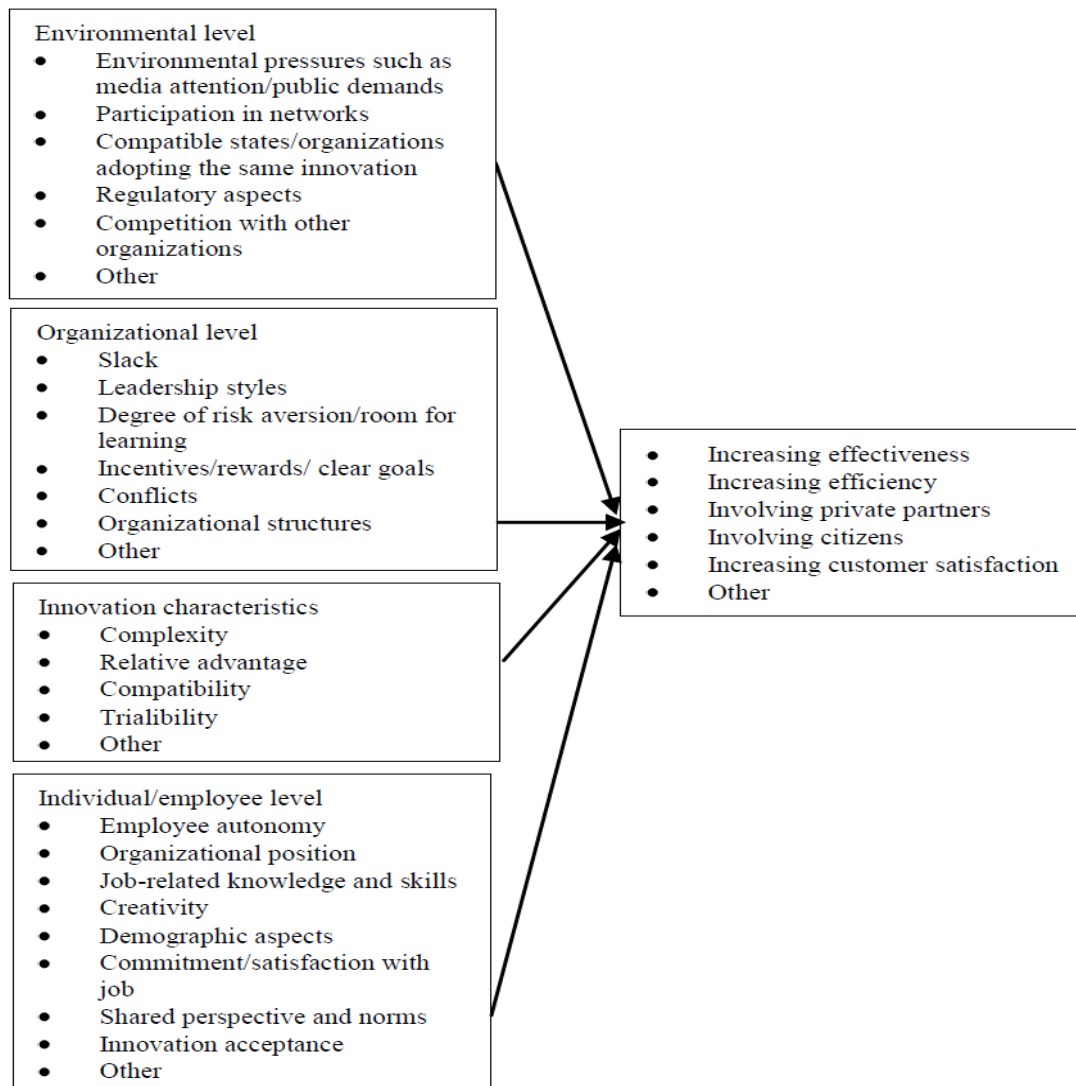 Environmental level
● Environmental pressures such as
media attention/public demands
● Participation in networks
● Compatible states/organizations
adopting the same innovation
● Regulatory aspects
● Competition with other
organizations
● Other
Organizational level
● Slack
● Leadership styles
● Degree of risk aversion/room for
learning
● Incentives/rewards/ clear goals
● Conflicts
● Organizational structures
● Other
Innovation characteristics
● Complexity
● Relative advantage
● Compatibility
● Trialibility
● Other
Individual/employee level
● Employee autonomy
● Organizational position
● Job-related knowledge and skills
● Creativity
● Demographic aspects
● Commitment/satisfaction with
job
● Shared perspective and norms
● Innovation acceptance
● Other
● Increasing effectiveness
● Increasing efficiency
● Involving private partners
● Involving citizens
● Increasing customer satisfaction
● Other